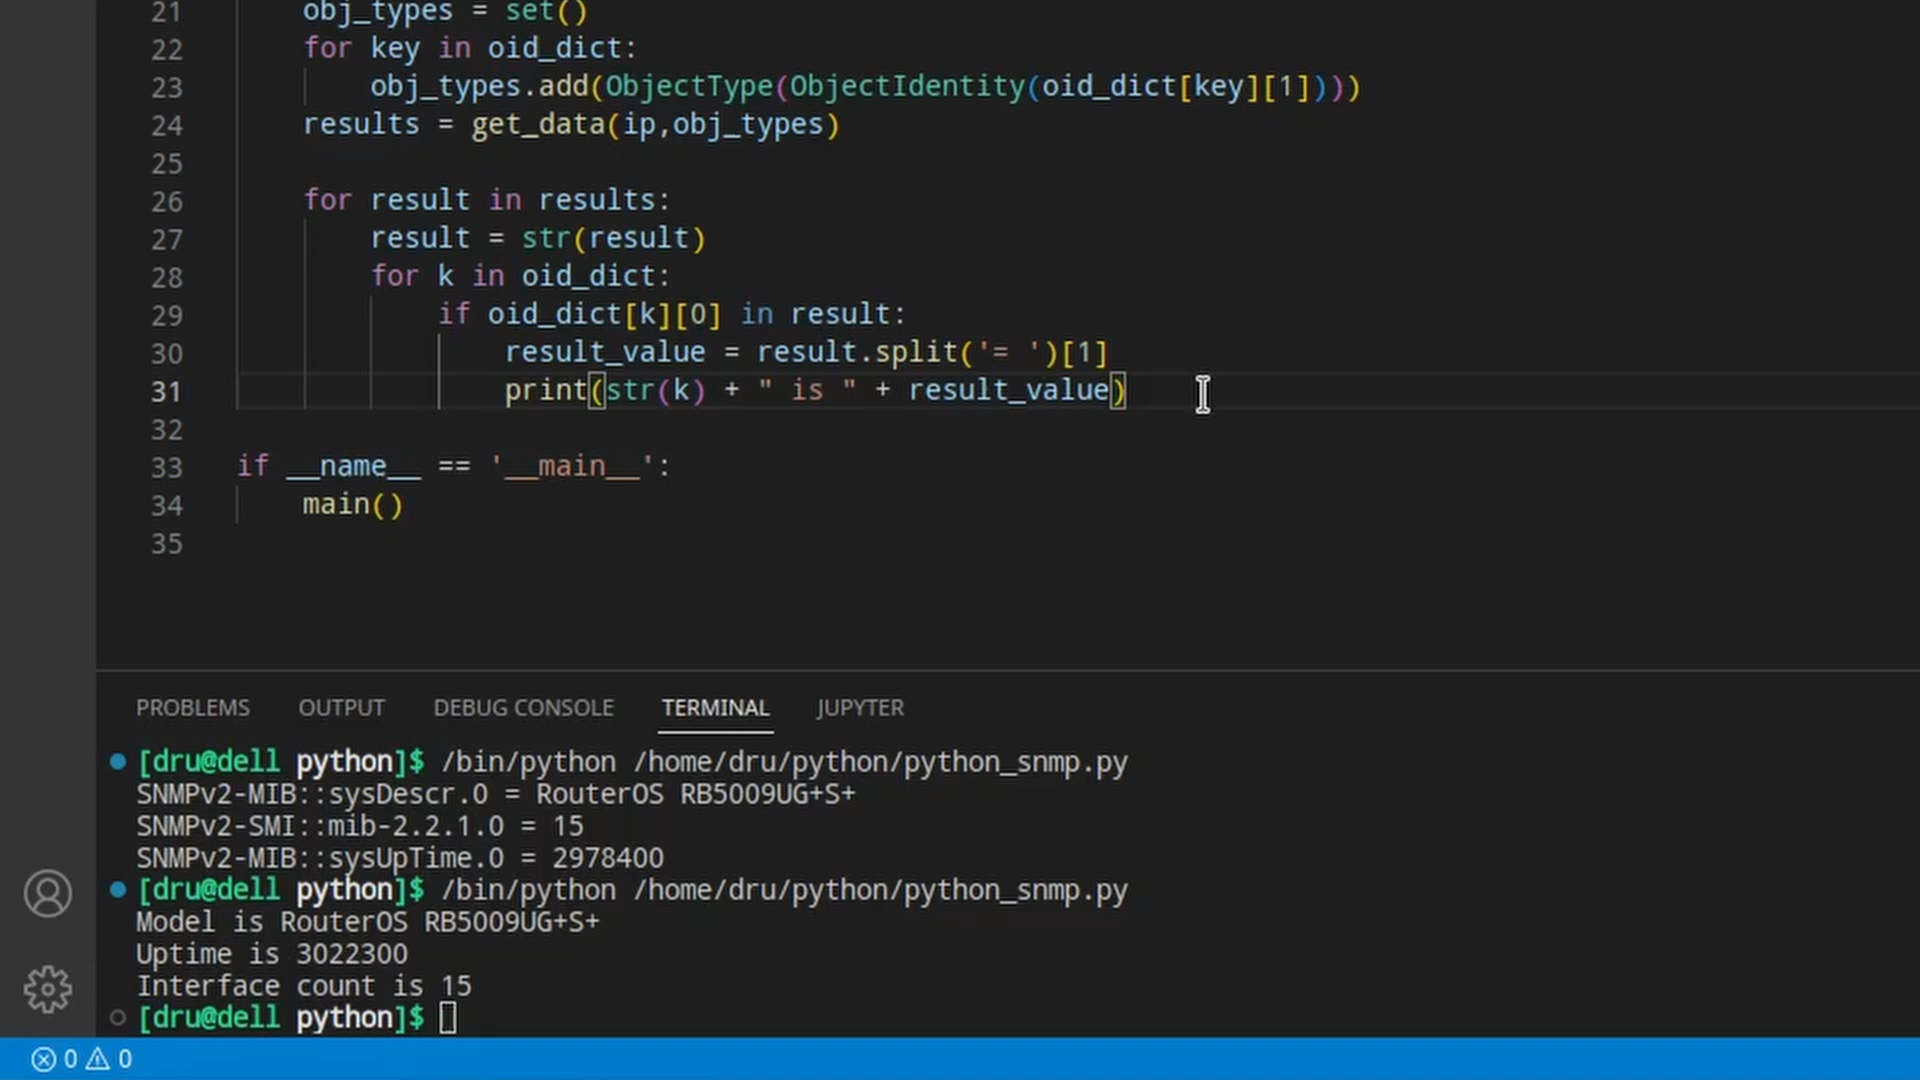 21 obj_types = set()
22 for key in oid_dict:
23 obj_types.add(ObjectType(ObjectIdentity(oid_dict[key][1])))
24 results = get_data(ip,obj_types)
25
26 for result in results:
27 result = str(result)
28 for k in oid_dict:
29 if oid_dict[k][0] in result:
30 result_value = result.split('= ')[1]
31 print(str(k) + " is " + result_value)
32
33 if __name__ == '__main__':
34 main()
35
PROBLEMS OUTPUT DEBUG CONSOLE TERMINAL JUPYTER
[dru@dell python]$ /bin/python /home/dru/python/python_snmp.py
SNMPv2-MIB::sysDescr.0 = RouterOS RB5009UG+S+
SNMPv2-SMI::mib-2.2.1.0 = 15
SNMPv2-MIB::sysUpTime.0 = 2978400
[dru@dell python]$ /bin/python /home/dru/python/python_snmp.py
Model is RouterOS RB5009UG+S+
Uptime is 3022300
Interface count is 15
[dru@dell python]$
0 0